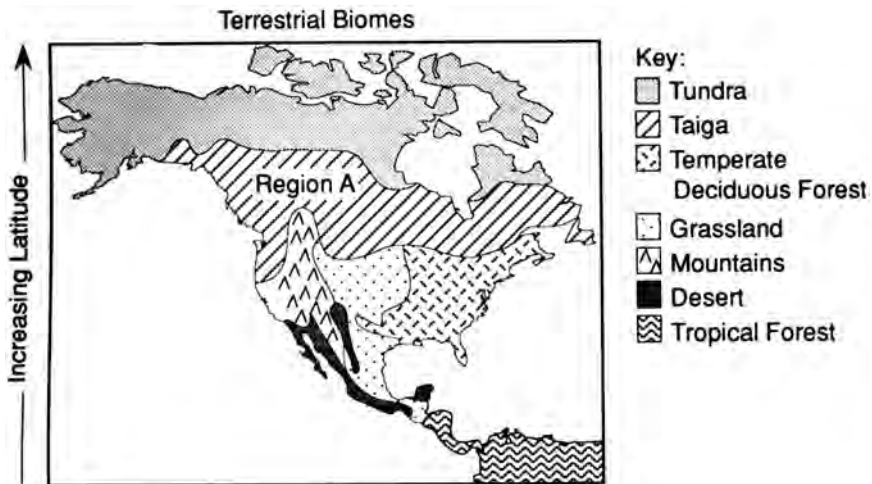 Terrestrial Biomes
Increasing Latitude
Region A
Key:
Tundra
Taiga
Temperate
Deciduous Forest
Grassland
Mountains
Desert
Tropical Forest